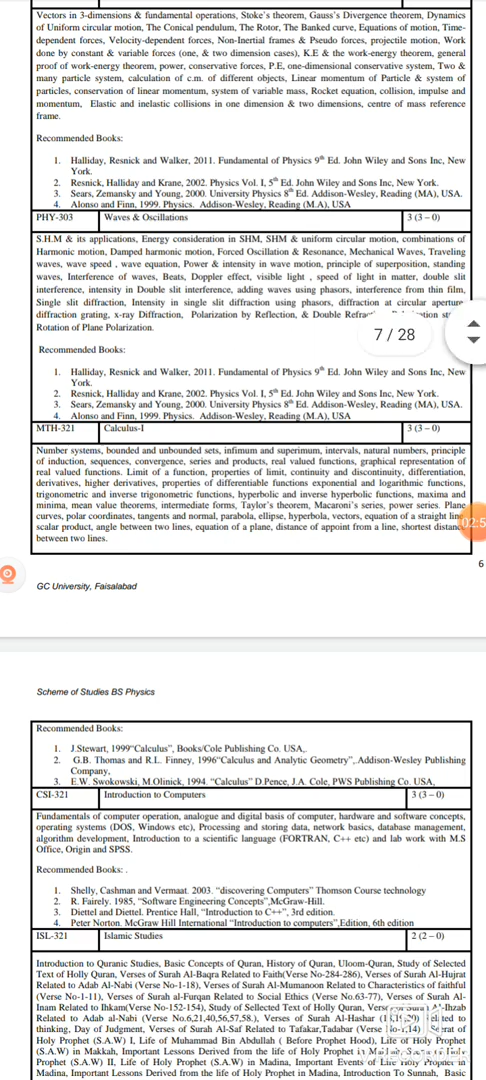 Vectors in 3-dimensions & fundamental operations, Stoke's theorem, Gauss's Divergence theorem, Dynamics
of Uniform circular motion, The Conical pendulum, The Rotor, The Banked curve, Equations of motion, Time-
dependent forces, Velocity-dependent forces, Non-Inertial frames & Pseudo forces, projectile motion, Work
done by constant & variable forces (one, & two dimension cases), K.E & the work-energy theorem, general
proof of work-energy theorem, power, conservative forces, P.E, one-dimensional conservative system, Two &
many particle system, calculation of c.m. of different objects, Linear momentum of Particle & system of
particles, conservation of linear momentum, system of variable mass, Rocket equation, collision, impulse and
momentum, Elastic and inelastic collisions in one dimension & two dimensions, centre of mass reference
frame.
Recommended Books:
1. Halliday, Resnick and Walker, 2011. Fundamental of Physics 9th Ed. John Wiley and Sons Inc, New
York.
2. Resnick, Halliday and Krane, 2002. Physics Vol. I, 5th Ed. John Wiley and Sons Inc, New York.
3. Sears, Zemansky and Young, 2000. University Physics 8th Ed. Addison-Wesley, Reading (MA), USA.
4. Alonso and Finn, 1999. Physics. Addison-Wesley, Reading (M.A), USA
PHY-303 Waves & Oscillations 3 (3 – 0)
S.H.M & its applications, Energy consideration in SHM, SHM & uniform circular motion, combinations of
Harmonic motion, Damped harmonic motion, Forced Oscillation & Resonance, Mechanical Waves, Traveling
waves, wave speed , wave equation, Power & intensity in wave motion, principle of superposition, standing
waves, Interference of waves, Beats, Doppler effect, visible light , speed of light in matter, double slit
interference, intensity in Double slit interference, adding waves using phasors, interference from thin film,
Single slit diffraction, Intensity in single slit diffraction using phasors, diffraction at circular aperture,
diffraction grating, x-ray Diffraction, Polarization by Reflection, & Double
Rotation of Plane Polarization.
7 / 28
Recommended Books:
1. Halliday, Resnick and Walker, 2011. Fundamental of Physics 9th Ed. John Wiley and Sons Inc, New
York.
2. Resnick, Halliday and Krane, 2002. Physics Vol. I, 5th Ed. John Wiley and Sons Inc, New York.
3. Sears, Zemansky and Young, 2000. University Physics 8th Ed. Addison-Wesley, Reading (MA), USA.
4. Alonso and Finn, 1999. Physics. Addison-Wesley, Reading (M.A), USA
MTH-321 Calculus-I 3 (3 – 0)
Number systems, bounded and unbounded sets, infimum and superimum, intervals, natural numbers, principle
of induction, sequences, convergence, series and products, real valued functions, graphical representation of
real valued functions. Limit of a function, properties of limit, continuity and discontinuity, differentiation,
derivatives, higher derivatives, properties of differentiable functions exponential and logarithmic functions,
trigonometric and inverse trigonometric functions, hyperbolic and inverse hyperbolic functions, maxima and
minima, mean value theorems, intermediate forms, Taylor's theorem, Macaroni's series, power series. Plane
curves, polar coordinates, tangents and normal, parabola, ellipse, hyperbola, vectors, equation of a straight line
scalar product, angle between two lines, equation of a plane, distance of appoint from a line, shortest
between two lines.
02:5
6
GC University, Faisalabad
Scheme of Studies BS Physics
Recommended Books:
1. J.Stewart, 1999"Calculus", Books/Cole Publishing Co. USA,.
2. G.B. Thomas and R.L. Finney, 1996"Calculus and Analytic Geometry",.Addison-Wesley Publishing
Company,
3. E.W. Swokowski, M.Olinick, 1994. "Calculus" D.Pence, J.A. Cole, PWS Publishing Co. USA,
CSI-321 Introduction to Computers 3 (3 – 0)
Fundamentals of computer operation, analogue and digital basis of computer, hardware and software concepts,
operating systems (DOS, Windows etc), Processing and storing data, network basics, database management,
algorithm development, Introduction to a scientific language (FORTRAN, C++ etc) and lab work with M.S
Office, Origin and SPSS.
Recommended Books: .
1. Shelly, Cashman and Vermaat. 2003. "discovering Computers" Thomson Course technology
2. R. Fairely. 1985, "Software Engineering Concepts",McGraw-Hill.
3. Diettel and Diettel. Prentice Hall, "Introduction to C++", 3rd edition.
4. Peter Norton. McGraw Hill International "Introduction to computers",Edition, 6th edition
ISL-321 Islamic Studies 2 (2 – 0)
Introduction to Quranic Studies, Basic Concepts of Quran, History of Quran, Uloom-Quran, Study of Selected
Text of Holly Quran, Verses of Surah Al-Baqra Related to Faith(Verse No-284-286), Verses of Surah Al-Hujrat
Related to Adab Al-Nabi (Verse No-1-18), Verses of Surah Al-Mumanoon Related to Characteristics of faithful
(Verse No-1-11), Verses of Surah al-Furqan Related to Social Ethics (Verse No.63-77), Verses of Surah Al-
Inam Related to Ihkam(Verse No-152-154), Study of Sellected Text of Holly Quran, of Surah Al-Ihzab
Related to Adab al-Nabi (Verse No.6,21,40,56,57,58.), Verses of Surah Al-Hashar to
thinking, Day of Judgment, Verses of Surah Al-Saf Related to Tafakar,Tadabar (Verse of
Holy Prophet (S.A.W) I, Life of Muhammad Bin Abdullah ( Before Prophet Hood), Life of Holy Prophet
(S.A.W) in Makkah, Important Lessons Derived from the life of Holy Prophet in of Holy
Prophet (S.A.W) II, Life of Holy Prophet (S.A.W) in Madina, Important Events of Life Holy Prophet in
Madina, Important Lessons Derived from the life of Holy Prophet in Madina, Introduction To Sunnah, Basic